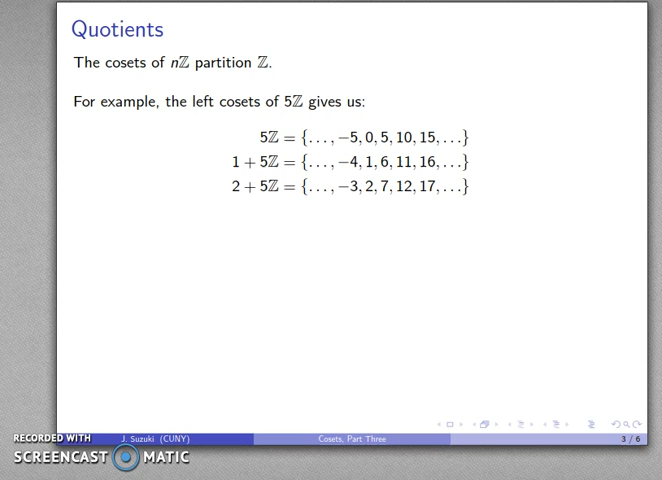 Quotients
The cosets of nℤ partition ℤ.
For example, the left cosets of 5ℤ gives us:
5ℤ = {. . . , −5, 0, 5, 10, 15, . . .}
1 + 5ℤ = {. . . , −4, 1, 6, 11, 16, . . .}
2 + 5ℤ = {. . . , −3, 2, 7, 12, 17, . . .}
J. Suzuki (CUNY) Cosets, Part Three 3 / 6
RECORDED WITH
SCREENCAST MATIC